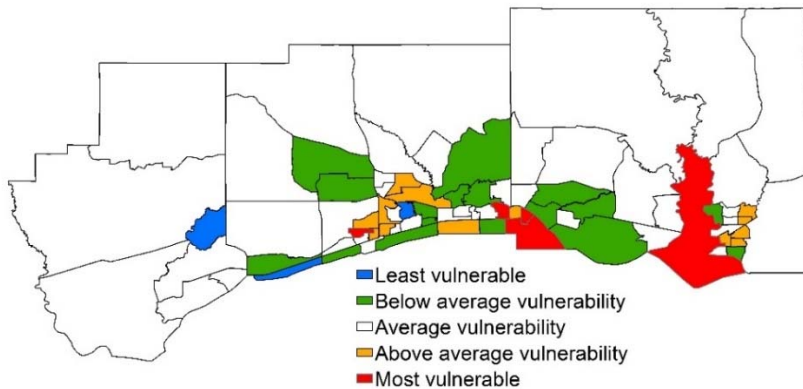 Least vulnerable
Below average vulnerability
Average vulnerability
Above average vulnerability
Most vulnerable